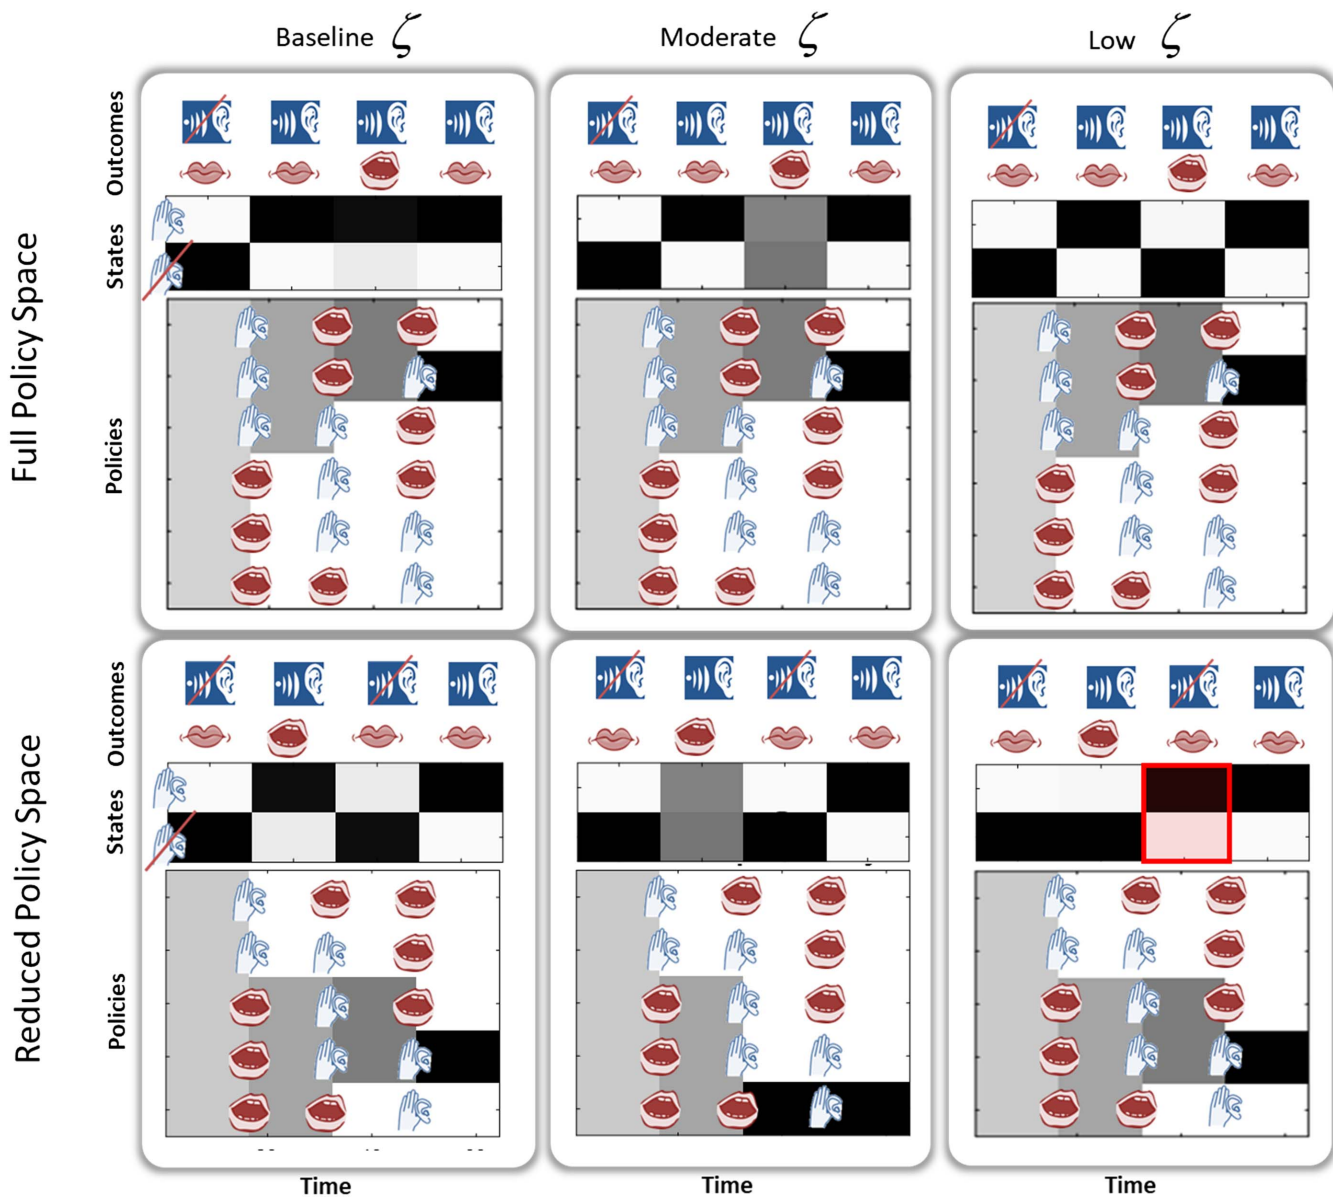 Baseline ζ
Moderate ζ
Low ζ
Full Policy Space
Outcomes
States
Policies
Reduced Policy Space
Outcomes
States
Policies
Time
Time
Time